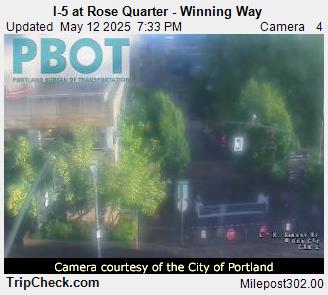 I-5 at Rose Quarter - Winning Way
Updated May 12 2025 7:33 PM Camera 4
PBOT
PORTLAND BUREAU OF TRANSPORTATION
Camera courtesy of the City of Portland
TripCheck.com Milepost302.00